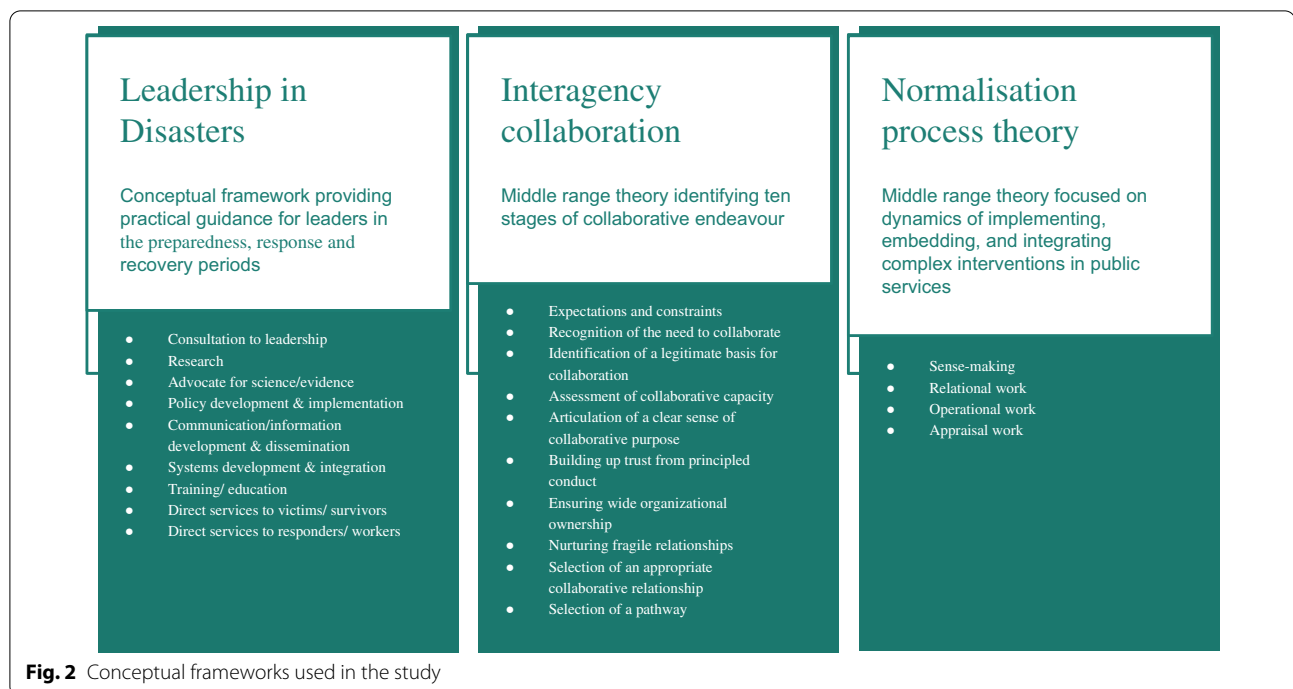 Leadership in
Disasters
Conceptual framework providing
practical guidance for leaders in
the preparedness, response and
recovery periods
● Consultation to leadership
● Research
● Advocate for science/evidence
● Policy development & implementation
● Communication/information
development & dissemination
● Systems development & integration
● Training/ education
● Direct services to victims/ survivors
● Direct services to responders/ workers
Interagency
collaboration
Middle range theory identifying ten
stages of collaborative endeavour
● Expectations and constraints
● Recognition of the need to collaborate
● Identification of a legitimate basis for
collaboration
● Assessment of collaborative capacity
● Articulation of a clear sense of
collaborative purpose
● Building up trust from principled
conduct
● Ensuring wide organizational
ownership
● Nurturing fragile relationships
● Selection of an appropriate
collaborative relationship
● Selection of a pathway
Normalisation
process theory
Middle range theory focused on
dynamics of implementing,
embedding, and integrating
complex interventions in public
services
● Sense-making
● Relational work
● Operational work
● Appraisal work
Fig. 2 Conceptual frameworks used in the study